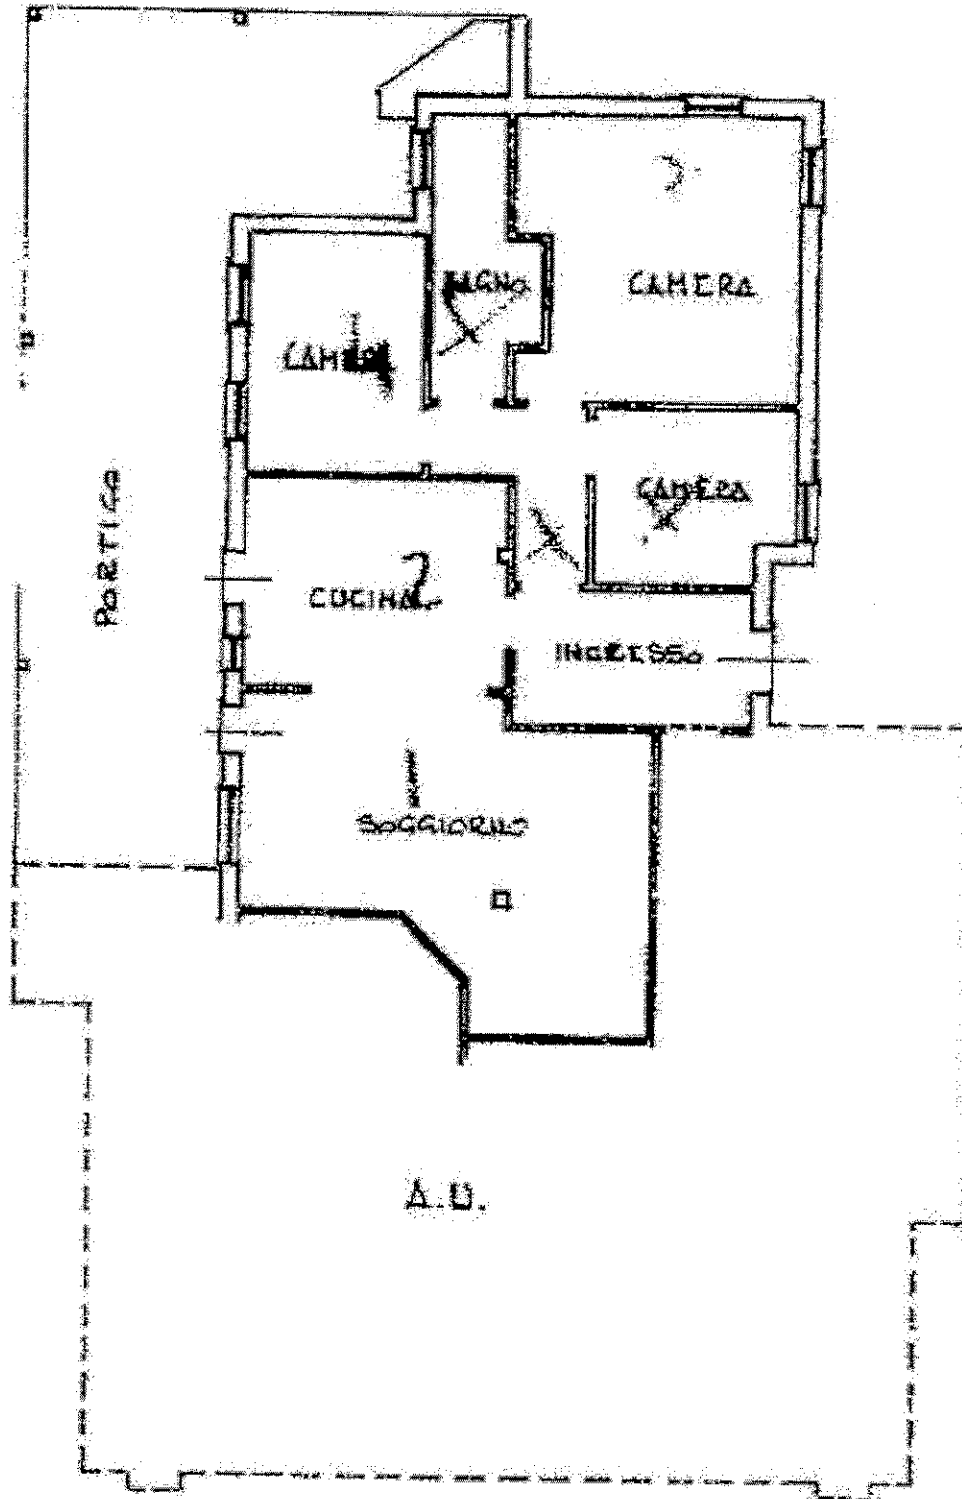 BAGNO
CAMERA
CAMERA
CAMERA
PORTICO
CUCINA
INGRESSO
SOGGIORNO
A.U.